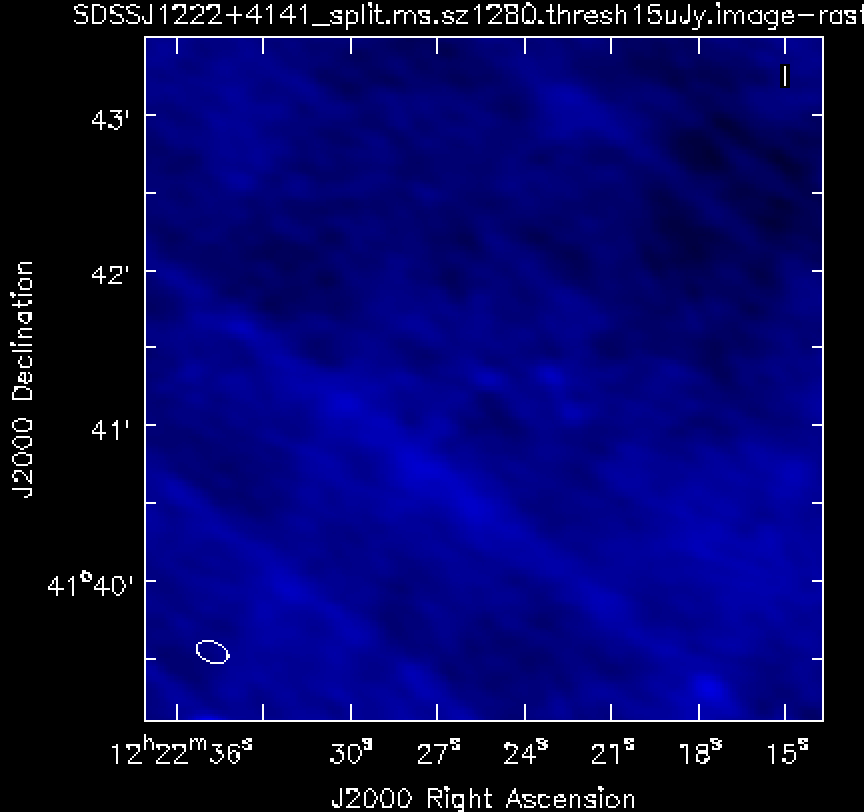 SDSSJ1222+4141_split.ms.sz1280.thresh15uJy.image-rast
I
43'
42'
41'
41°40'
12ʰ22ᵐ36ˢ 30ˢ 27ˢ 24ˢ 21ˢ 18ˢ 15ˢ
J2000 Declination
J2000 Right Ascension